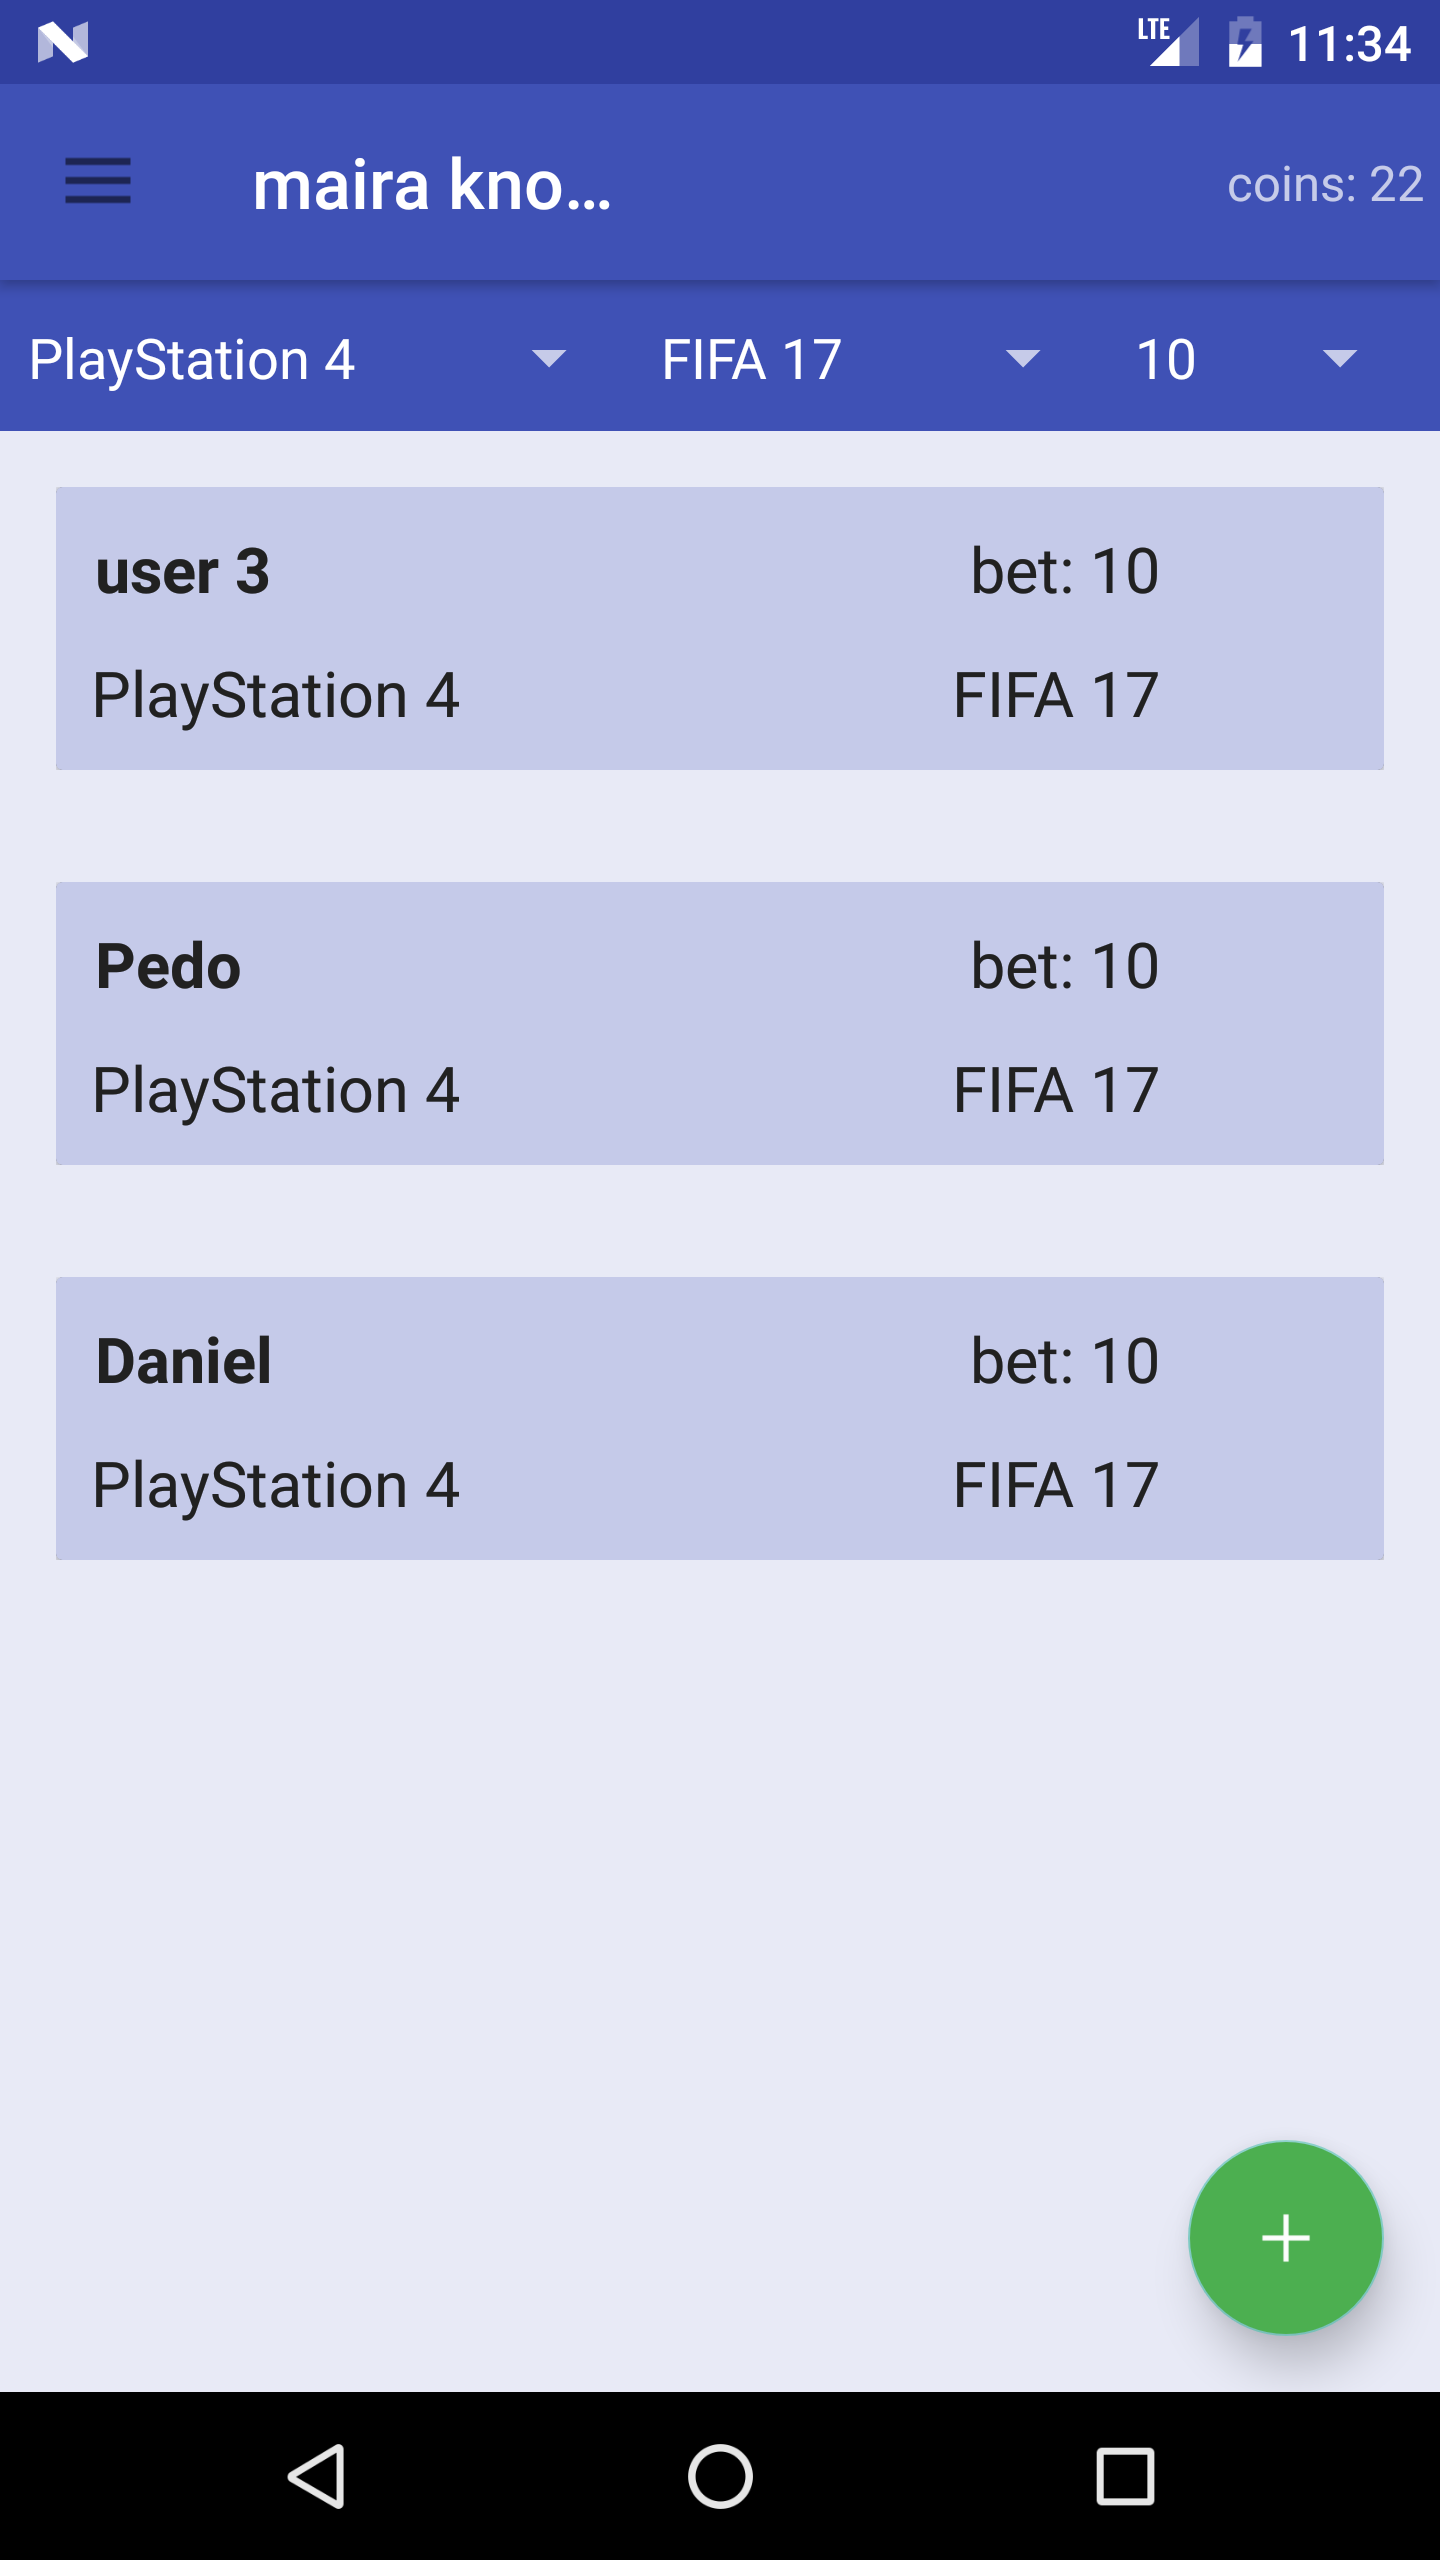 LTE 11:34
maira kno... coins: 22
PlayStation 4 FIFA 17 10
user 3 bet: 10
PlayStation 4 FIFA 17
Pedo bet: 10
PlayStation 4 FIFA 17
Daniel bet: 10
PlayStation 4 FIFA 17